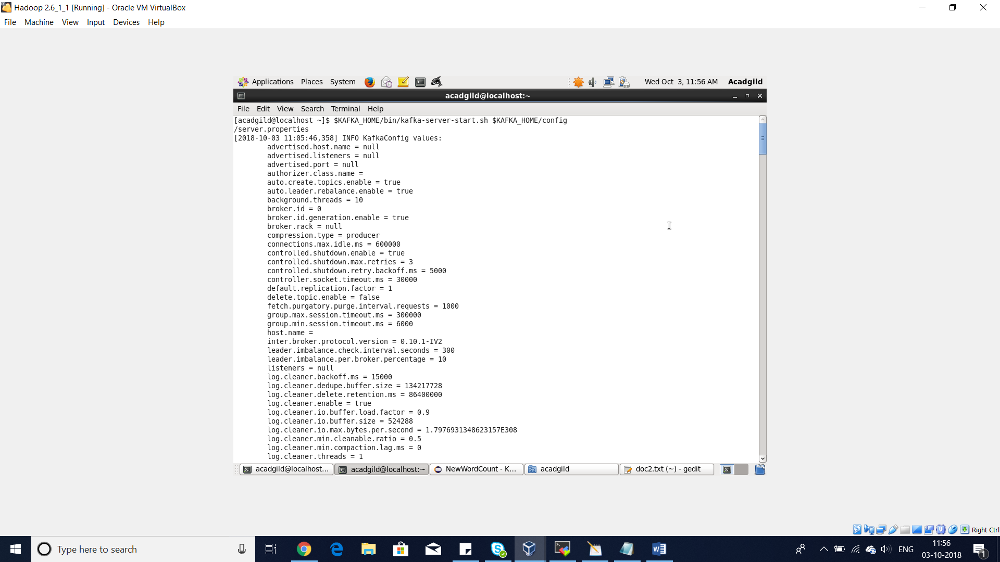 Hadoop 2.6_1_1 [Running] - Oracle VM VirtualBox
File Machine View Input Devices Help
Applications Places System Wed Oct 3, 11:56 AM Acadgild
acadgild@localhost:~
File Edit View Search Terminal Help
[acadgild@localhost ~]$ $KAFKA_HOME/bin/kafka-server-start.sh $KAFKA_HOME/config
/server.properties
[2018-10-03 11:05:46,358] INFO KafkaConfig values:
advertised.host.name = null
advertised.listeners = null
advertised.port = null
authorizer.class.name =
auto.create.topics.enable = true
auto.leader.rebalance.enable = true
background.threads = 10
broker.id = 0
broker.id.generation.enable = true
broker.rack = null
compression.type = producer
connections.max.idle.ms = 600000
controlled.shutdown.enable = true
controlled.shutdown.max.retries = 3
controlled.shutdown.retry.backoff.ms = 5000
controller.socket.timeout.ms = 30000
default.replication.factor = 1
delete.topic.enable = false
fetch.purgatory.purge.interval.requests = 1000
group.max.session.timeout.ms = 300000
group.min.session.timeout.ms = 6000
host.name =
inter.broker.protocol.version = 0.10.1-IV2
leader.imbalance.check.interval.seconds = 300
leader.imbalance.per.broker.percentage = 10
listeners = null
log.cleaner.backoff.ms = 15000
log.cleaner.dedupe.buffer.size = 134217728
log.cleaner.delete.retention.ms = 86400000
log.cleaner.enable = true
log.cleaner.io.buffer.load.factor = 0.9
log.cleaner.io.buffer.size = 524288
log.cleaner.io.max.bytes.per.second = 1.7976931348623157E308
log.cleaner.min.cleanable.ratio = 0.5
log.cleaner.min.compaction.lag.ms = 0
log.cleaner.threads = 1
acadgild@localhost... acadgild@localhost:~ NewWordCount - K... acadgild doc2.txt (~) - gedit
Right Ctrl
Type here to search ENG 11:56
03-10-2018 1